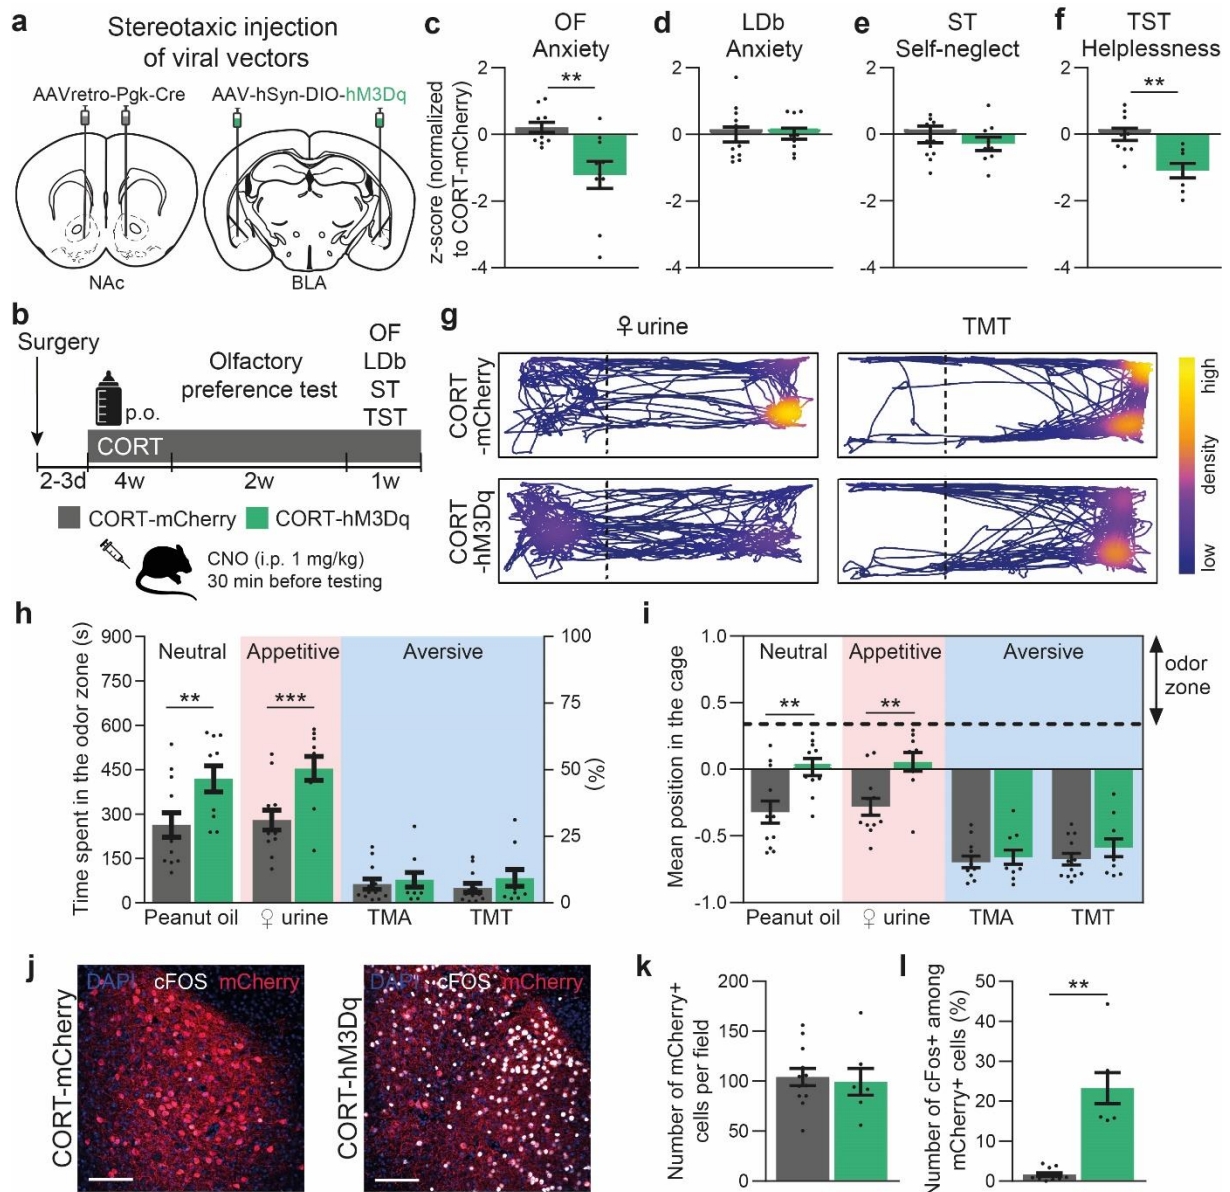 a
Stereotaxic injection
of viral vectors
AAVretro-Pgk-Cre
AAV-hSyn-DIO-hM3Dq
NAc
BLA
c
OF
Anxiety
z-score (normalized
to CORT-mCherry)
2
0
-2
-4
**
d
LDb
Anxiety
2
0
-2
-4
e
ST
Self-neglect
2
0
-2
-4
f
TST
Helplessness
2
0
-2
-4
**
b
Surgery
p.o.
Olfactory
preference test
OF
LDb
ST
TST
CORT
2-3d
4w
2w
1w
CORT-mCherry
CORT-hM3Dq
CNO (i.p. 1 mg/kg)
30 min before testing
g
♀ urine
TMT
CORT
-mCherry
CORT
-hM3Dq
high
density
low
h
Time spent in the odor zone (s)
900
750
600
450
300
150
0
Neutral
Appetitive
Aversive
**
***
100
75
50
25
0
(%)
Peanut oil
♀ urine
TMA
TMT
i
Mean position in the cage
1.0
0.5
0.0
-0.5
-1.0
Neutral
Appetitive
Aversive
**
**
odor
zone
Peanut oil
♀ urine
TMA
TMT
j
CORT-mCherry
DAPI cFOS mCherry
CORT-hM3Dq
DAPI cFOS mCherry
k
Number of mCherry+
cells per field
200
150
100
50
0
l
Number of cFos+ among
mCherry+ cells (%)
50
40
30
20
10
0
**